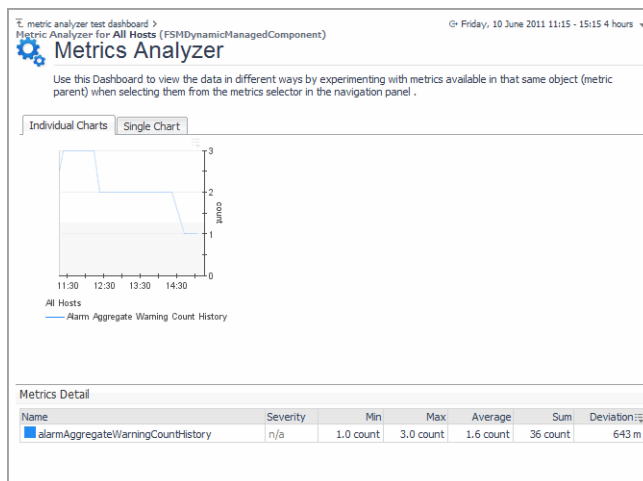 metric analyzer test dashboard >
Friday, 10 June 2011 11:15 - 15:15 4 hours
Metric Analyzer for All Hosts (FSMDynamicManagedComponent)
Metrics Analyzer
Use this Dashboard to view the data in different ways by experimenting with metrics available in that same object (metric
parent) when selecting them from the metrics selector in the navigation panel .
Individual Charts Single Chart
3
2
count
1
0
11:30 12:30 13:30 14:30
All Hosts
Alarm Aggregate Warning Count History
Metrics Detail
Name Severity Min Max Average Sum Deviation
alarmAggregateWarningCountHistory n/a 1.0 count 3.0 count 1.6 count 36 count 643 m